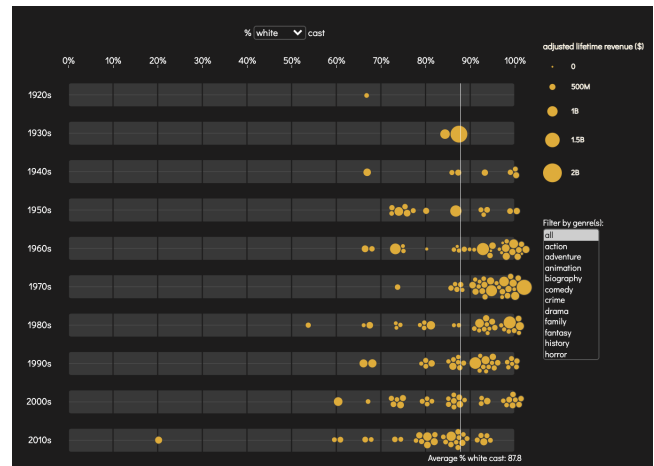 % white cast
adjusted lifetime revenue ($)
0% 10% 20% 30% 40% 50% 60% 70% 80% 90% 100%
0
500M
1B
1.5B
2B
1920s
1930s
1940s
1950s
1960s
1970s
1980s
1990s
2000s
2010s
Filter by genre(s):
all
action
adventure
animation
biography
comedy
crime
drama
family
fantasy
history
horror
Average % white cast: 87.8